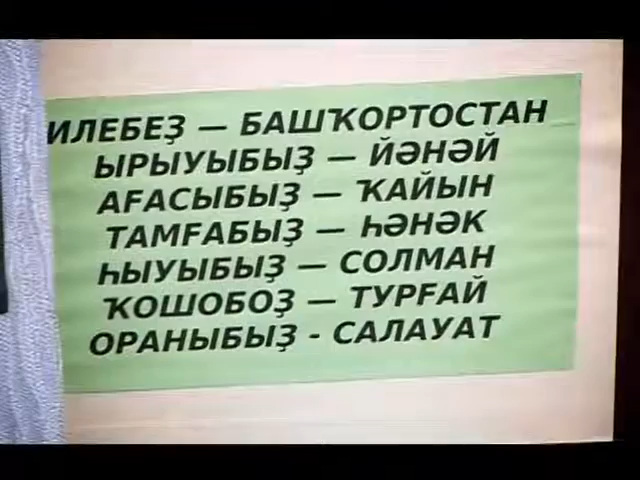 ИЛЕБЕҘ — БАШҠОРТОСТАН
ЫРЫУЫБЫҘ — ЙӘНӘЙ
АҒАСЫБЫҘ — ҠАЙЫН
ТАМҒАБЫҘ — ҺӘНӘК
ҺЫУЫБЫҘ — СОЛМАН
ҠОШОБОҘ — ТУРҒАЙ
ОРАНЫБЫҘ - САЛАУАТ